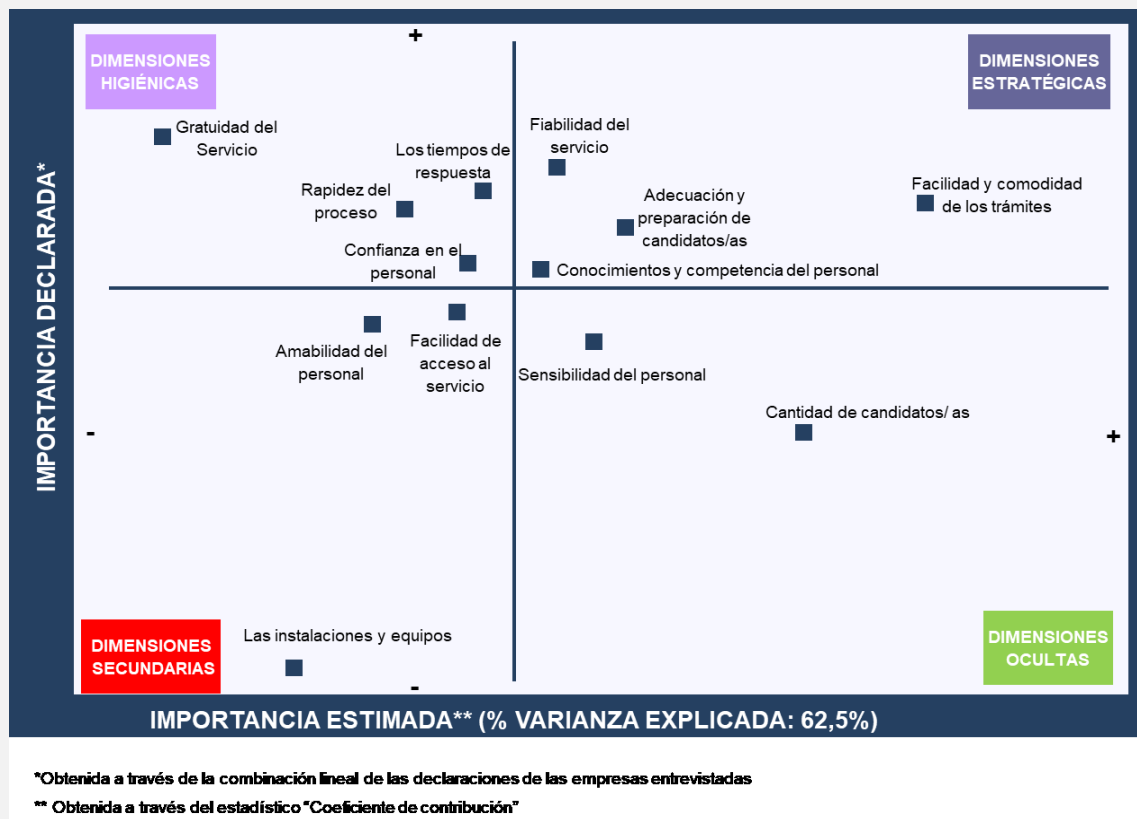 +
DIMENSIONES
HIGIÉNICAS
DIMENSIONES
ESTRATÉGICAS
Gratuidad del
Servicio
Los tiempos de
respuesta
Fiabilidad del
servicio
Rapidez del
proceso
Adecuación y
preparación de
candidatos/as
Facilidad y comodidad
de los trámites
Confianza en el
personal
Conocimientos y competencia del personal
IMPORTANCIA DECLARADA*
Amabilidad del
personal
Facilidad de
acceso al
servicio
Sensibilidad del personal
Cantidad de candidatos/ as
-
+
Las instalaciones y equipos
DIMENSIONES
SECUNDARIAS
DIMENSIONES
OCULTAS
-
IMPORTANCIA ESTIMADA** (% VARIANZA EXPLICADA: 62,5%)
*Obtenida a través de la combinación lineal de las declaraciones de las empresas entrevistadas
** Obtenida a través del estadístico "Coeficiente de contribución"